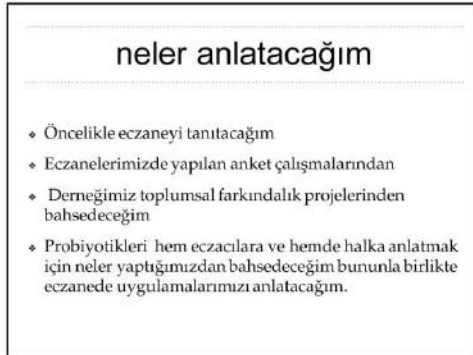 neler anlatacağım
Öncelikle eczaneyi tanıtacağım
Eczanelerimizde yapılan anket çalışmalarından
Derneğimiz toplumsal farkındalık projelerinden
bahsedeceğim
Probiyotikleri hem eczacılara ve hemde halka anlatmak
için neler yaptığımızdan bahsedeceğim bununla birlikte
eczanede uygulamalarımızı anlatacağım.